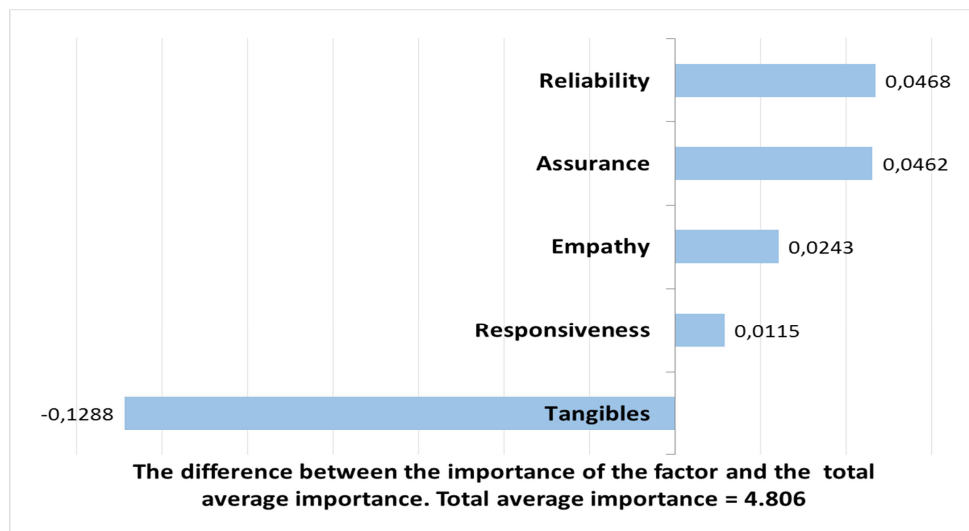 Reliability
0,0468
Assurance
0,0462
Empathy
0,0243
Responsiveness
0,0115
-0,1288
Tangibles
The difference between the importance of the factor and the total
average importance. Total average importance = 4.806